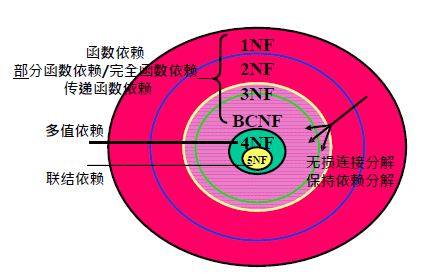 函数依赖
部分函数依赖/完全函数依赖
传递函数依赖
1NF
2NF
3NF
BCNF
多值依赖
4NF
5NF
联结依赖
无损连接分解
保持依赖分解